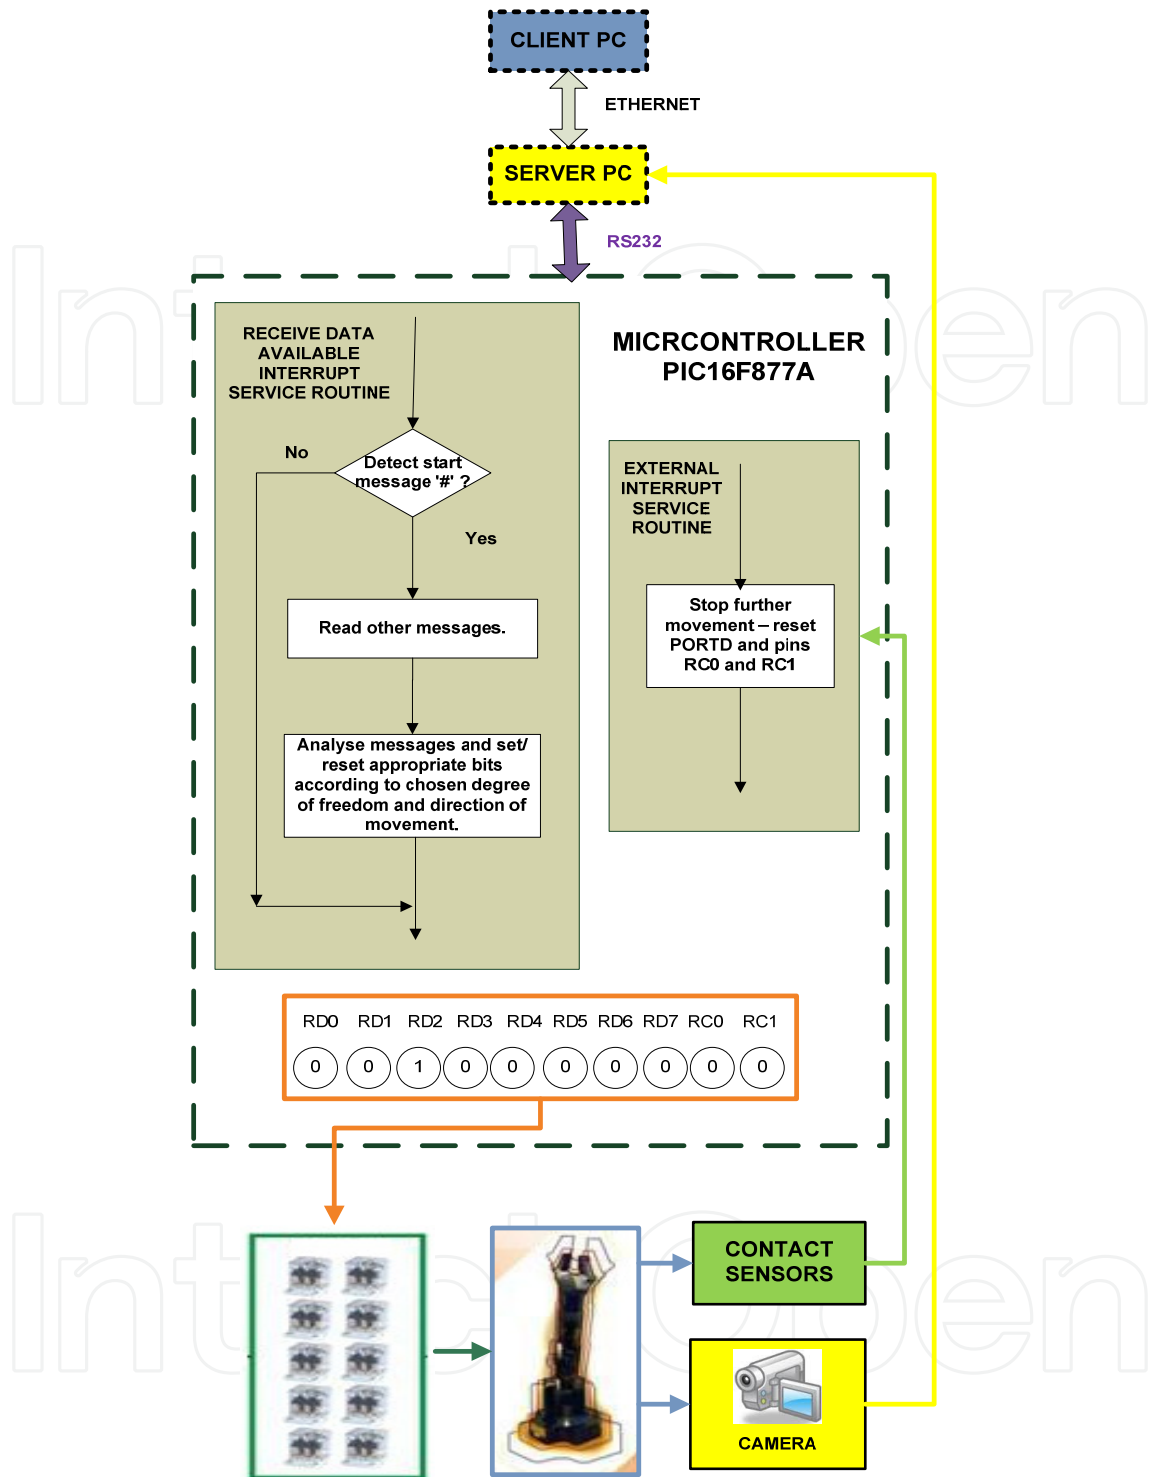 CLIENT PC
ETHERNET
SERVER PC
RS232
MICRCONTROLLER
PIC16F877A
RECEIVE DATA
AVAILABLE
INTERRUPT
SERVICE ROUTINE
No
Detect start
message '#' ?
Yes
Read other messages.
Analyse messages and set/
reset appropriate bits
according to chosen degree
of freedom and direction of
movement.
EXTERNAL
INTERRUPT
SERVICE
ROUTINE
Stop further
movement – reset
PORTD and pins
RC0 and RC1
RD0 RD1 RD2 RD3 RD4 RD5 RD6 RD7 RC0 RC1
0 0 1 0 0 0 0 0 0 0
CONTACT
SENSORS
CAMERA